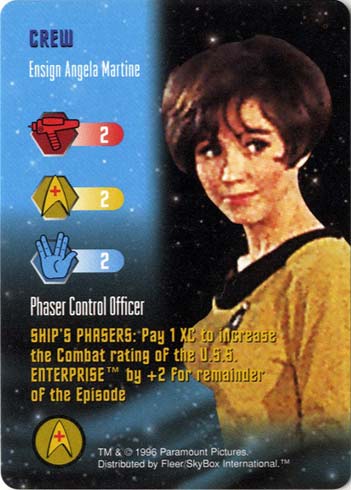 CREW
Ensign Angela Martine
2
2
2
Phaser Control Officer
SHIP'S PHASERS: Pay 1 XC to increase
the Combat rating of the U.S.S.
ENTERPRISE™ by +2 for remainder
of the Episode
TM & © 1996 Paramount Pictures.
Distributed by Fleer/SkyBox International.™